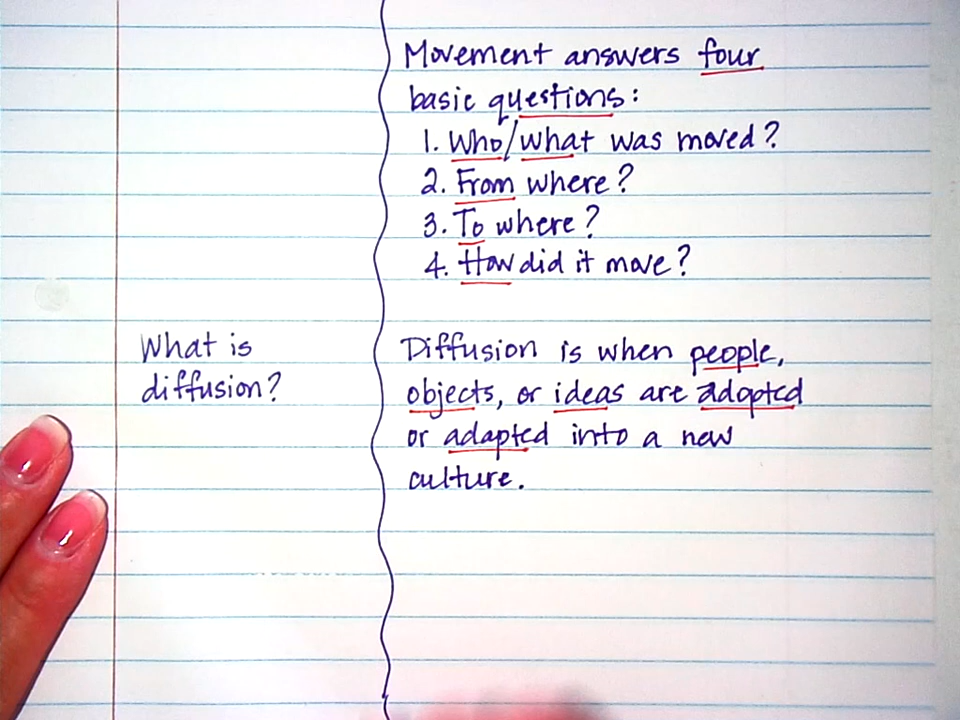 Movement answers four
basic questions:
1. Who/what was moved?
2. From where?
3. To where?
4. How did it move?
What is
diffusion?
Diffusion is when people,
objects, or ideas are adopted
or adapted into a new
culture.